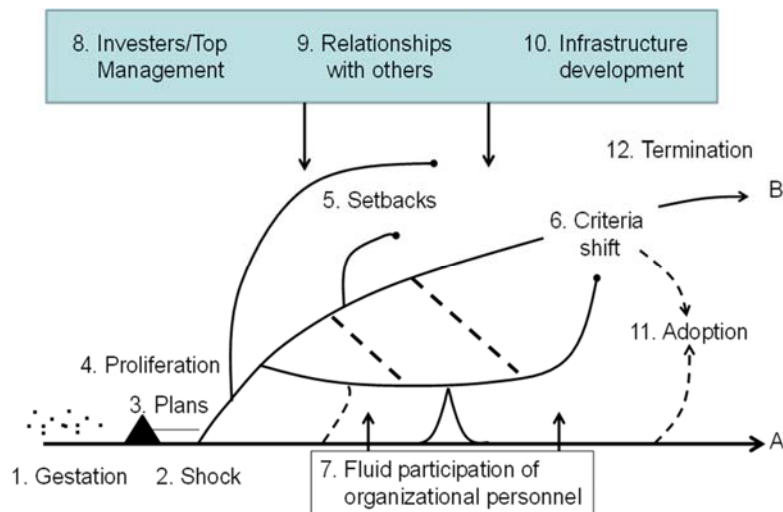 8. Investers/Top
Management
9. Relationships
with others
10. Infrastructure
development
12. Termination
B
5. Setbacks
6. Criteria
shift
11. Adoption
4. Proliferation
3. Plans
A
1. Gestation
2. Shock
7. Fluid participation of
organizational personnel